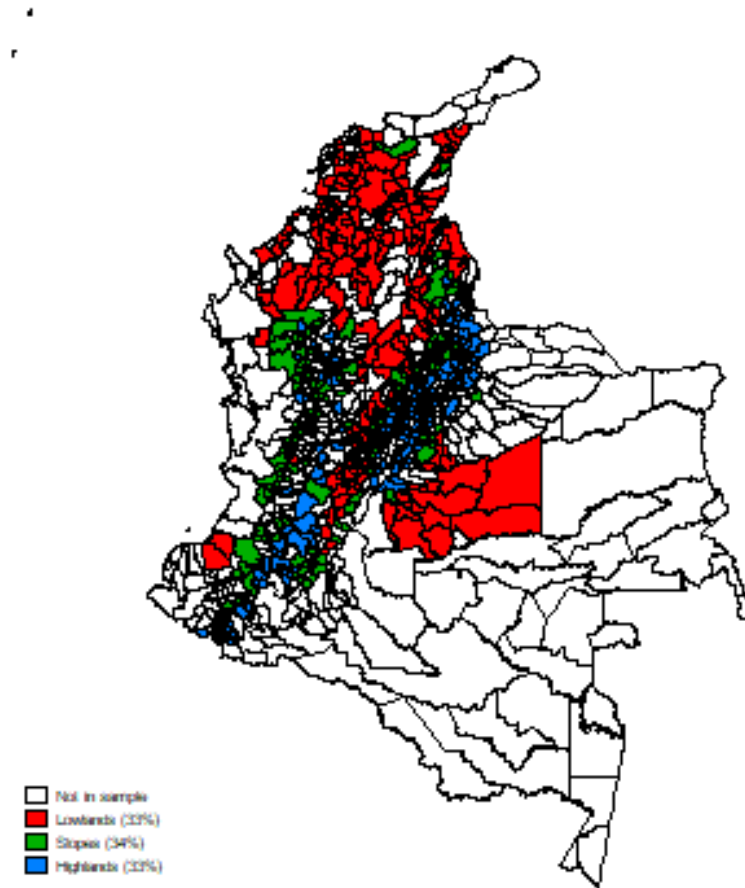 Not in sample
Lowlands (33%)
Slopes (34%)
Highlands (33%)